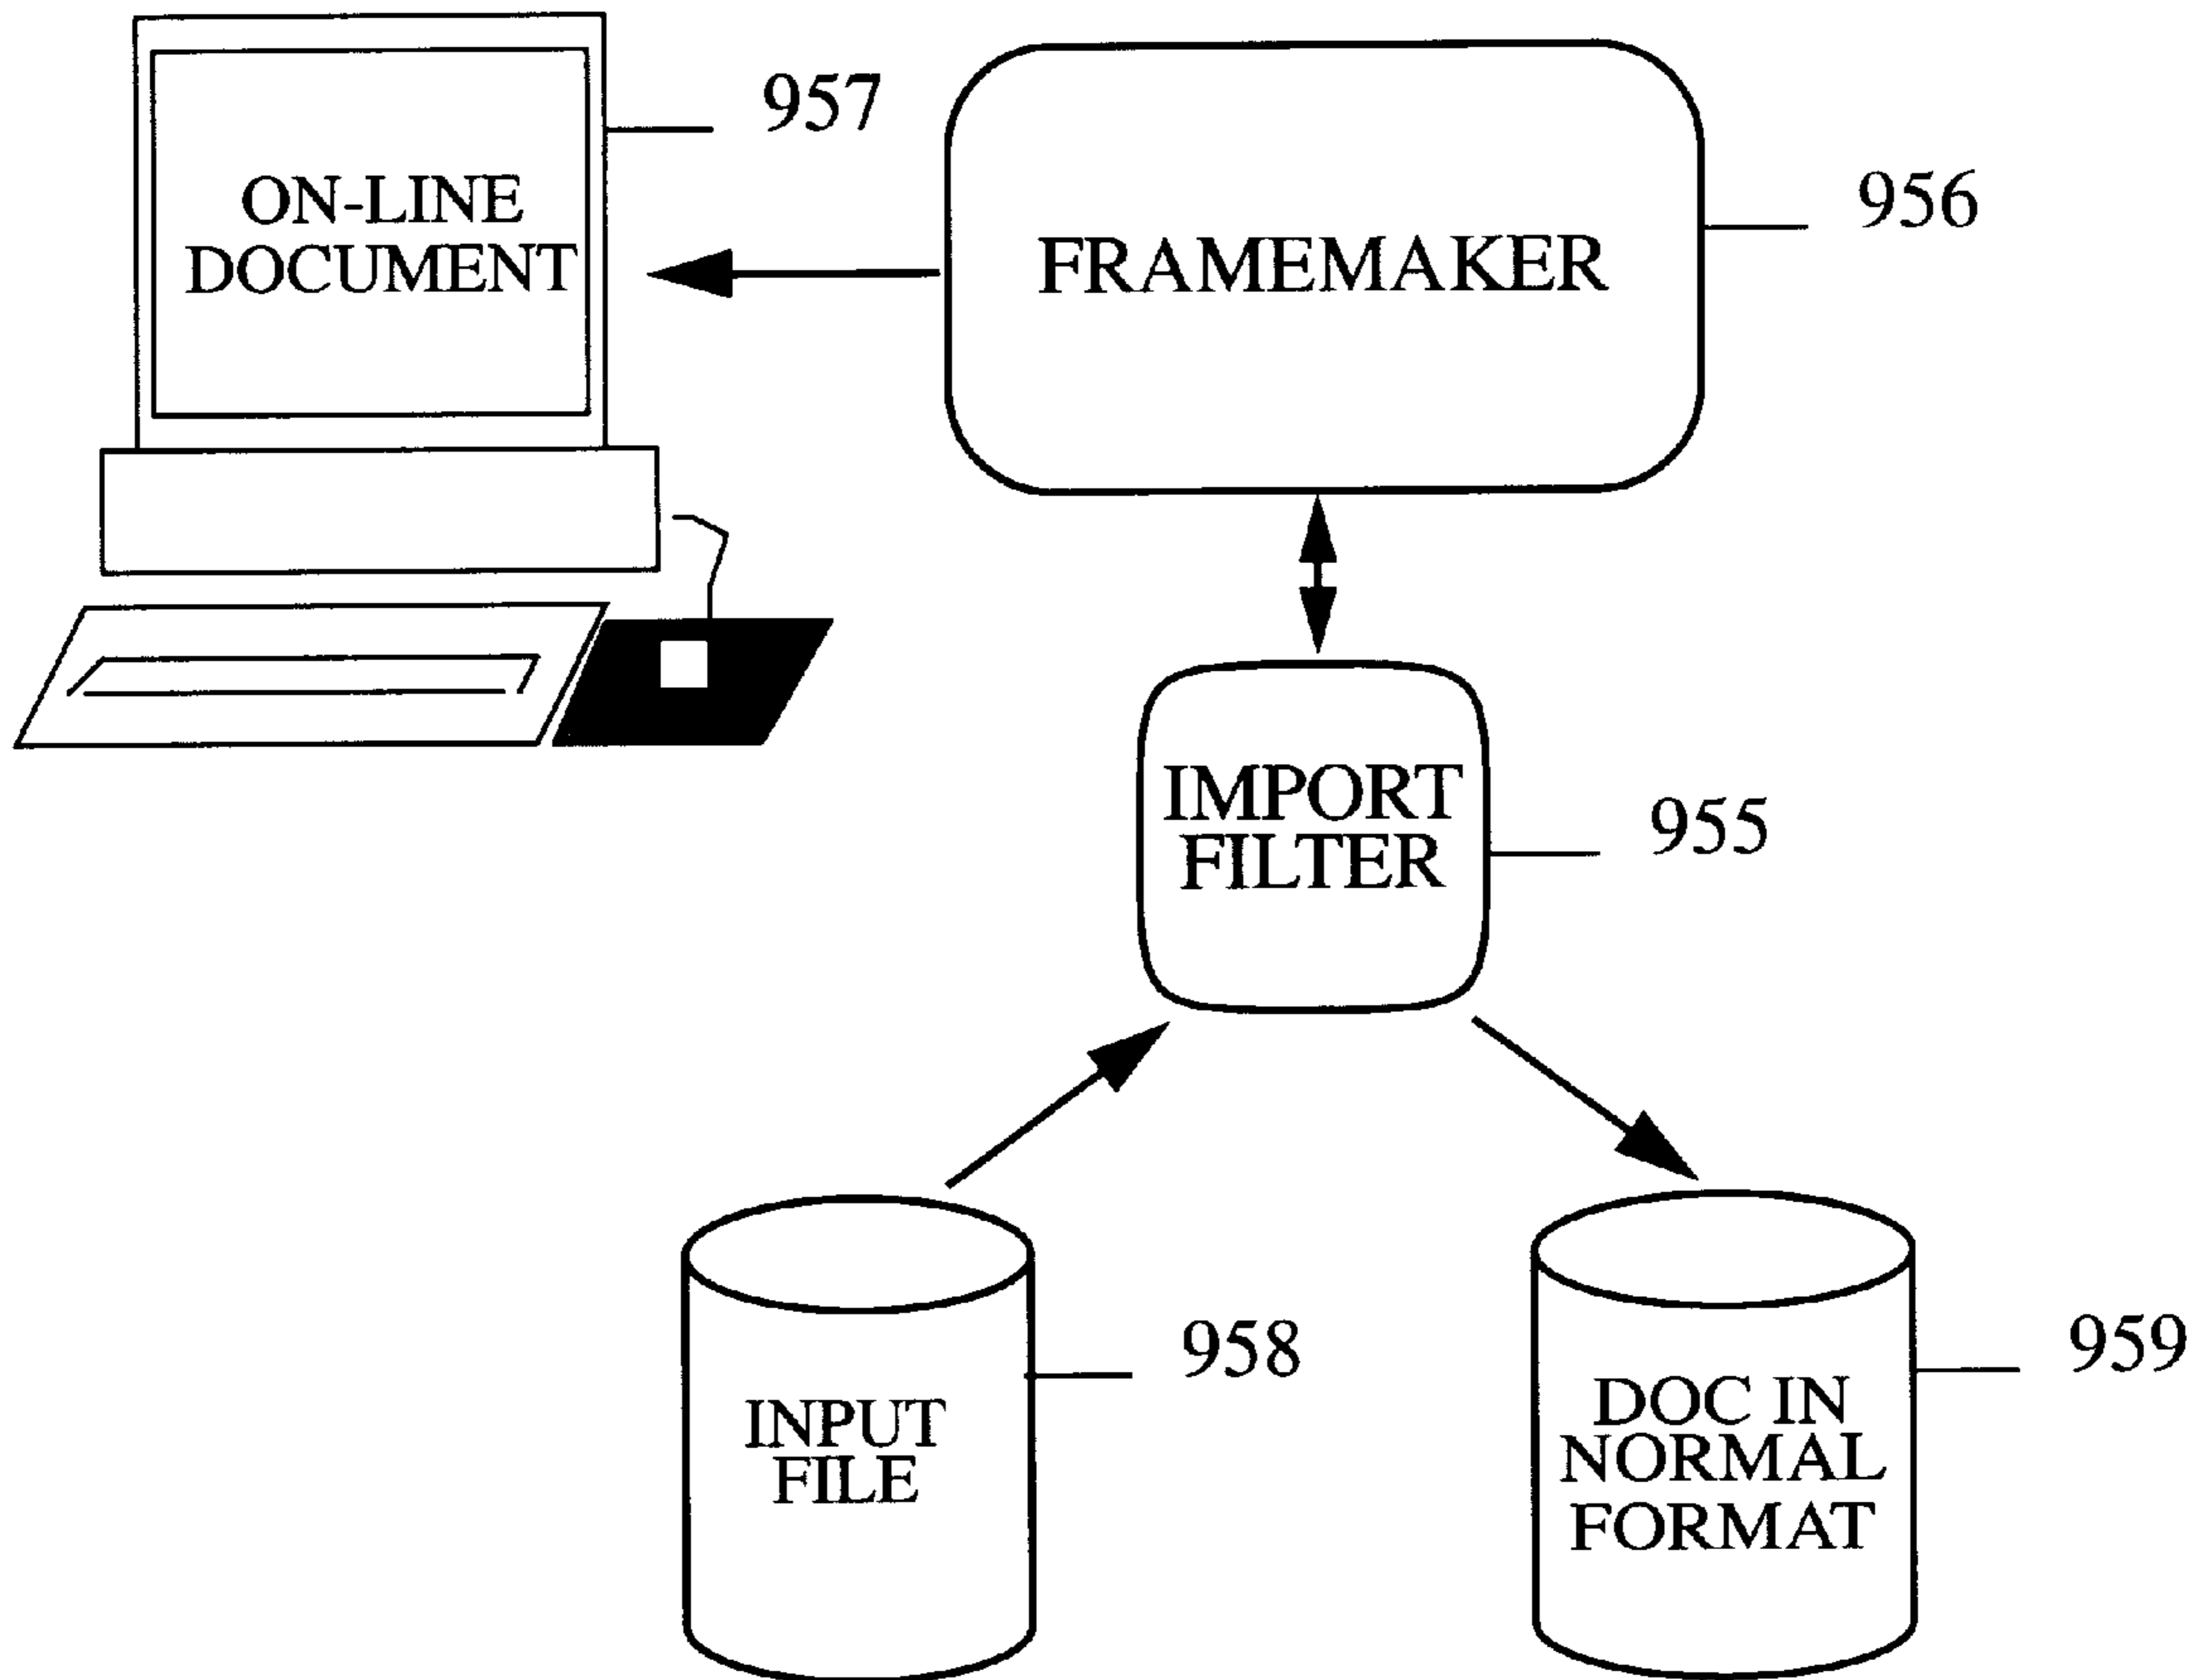 957
ON-LINE
DOCUMENT
956
FRAMEMAKER
IMPORT
FILTER
955
958
INPUT
FILE
959
DOC IN
NORMAL
FORMAT